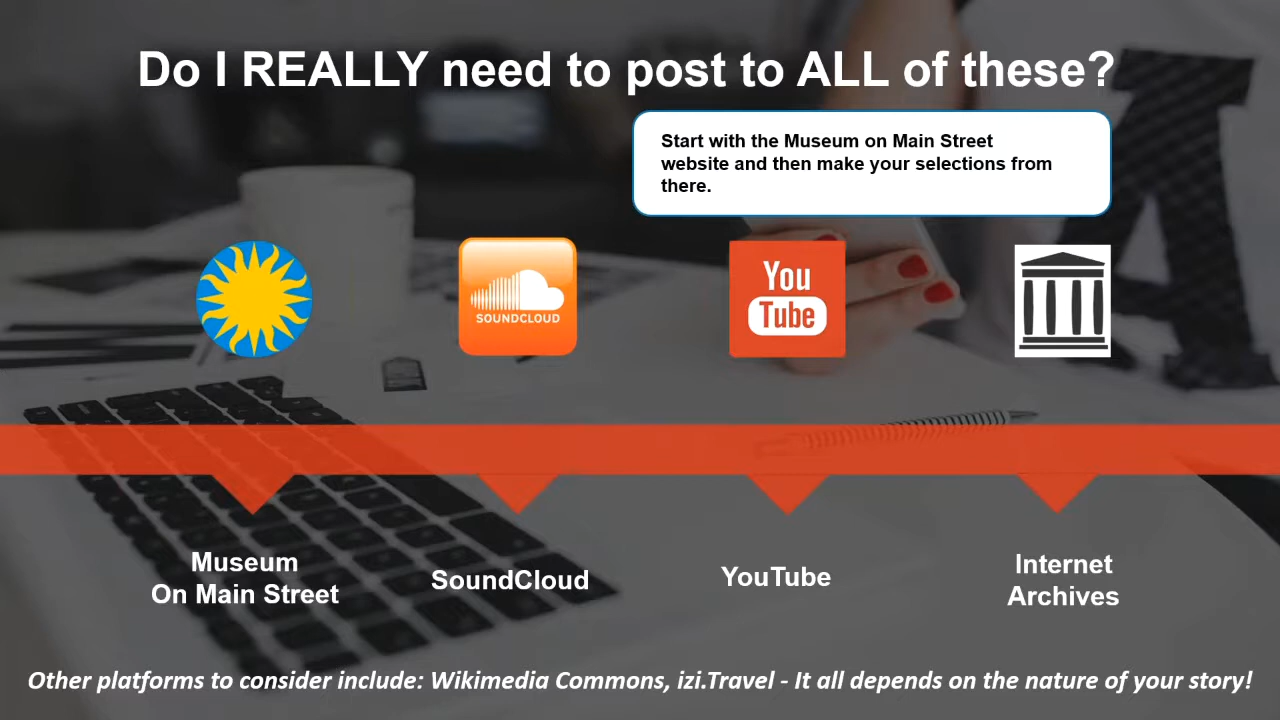 Do I REALLY need to post to ALL of these?
Start with the Museum on Main Street
website and then make your selections from
there.
SOUNDCLOUD
You
Tube
Museum
On Main Street
SoundCloud
YouTube
Internet
Archives
Other platforms to consider include: Wikimedia Commons, izi.Travel - It all depends on the nature of your story!